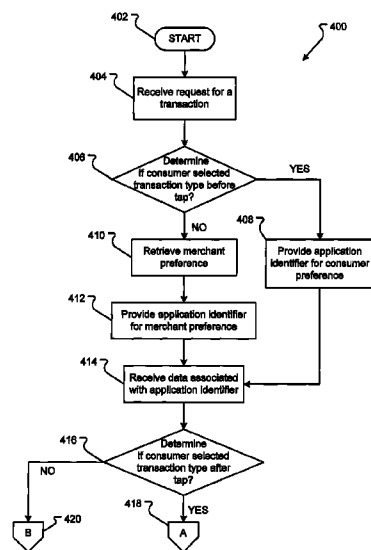 402
START
400
404
Receive request for a
transaction
406
Determine
if consumer selected
transaction type before
tap?
YES
NO
410
Retrieve merchant
preference
408
Provide application
identifier for consumer
preference
412
Provide application identifier
for merchant preference
414
Receive data associated
with application identifier
416
Determine
if consumer selected
transaction type after
tap?
NO
YES
B
420
418
A